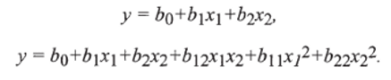 y = b0+b1x1+b2x2,
y = b0+b1x1+b2x2+b12x1x2+b11x1²+b22x2².